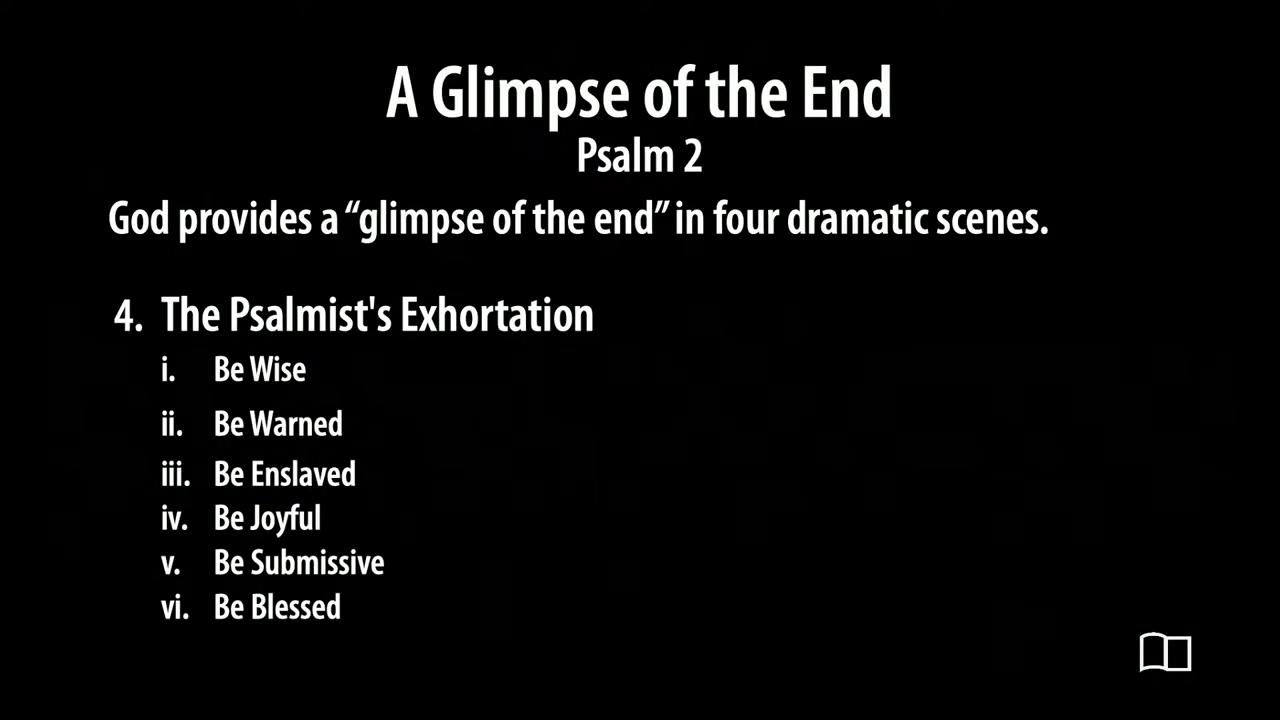 A Glimpse of the End
Psalm 2
God provides a “glimpse of the end” in four dramatic scenes.
4. The Psalmist's Exhortation
i. Be Wise
ii. Be Warned
iii. Be Enslaved
iv. Be Joyful
v. Be Submissive
vi. Be Blessed